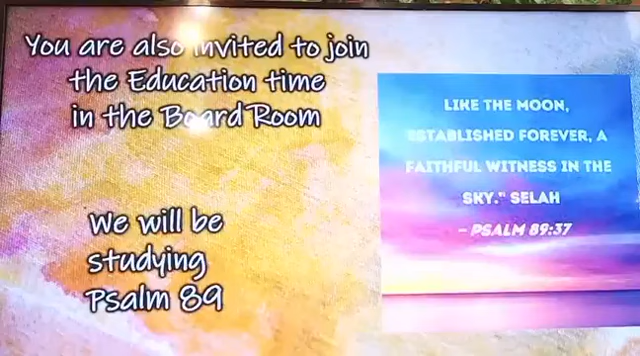 You are also invited to join
the Education time
in the Board Room
We will be
studying
Psalm 89
LIKE THE MOON,
ESTABLISHED FOREVER, A
FAITHFUL WITNESS IN THE
SKY." SELAH
– PSALM 89:37